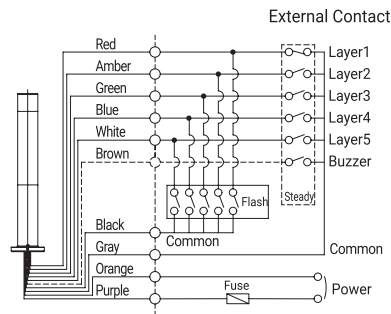 External Contact
Red
Layer1
Amber
Layer2
Green
Layer3
Blue
Layer4
White
Layer5
Brown
Buzzer
Flash
Steady
Black
Common
Gray
Common
Orange
Fuse
Power
Purple